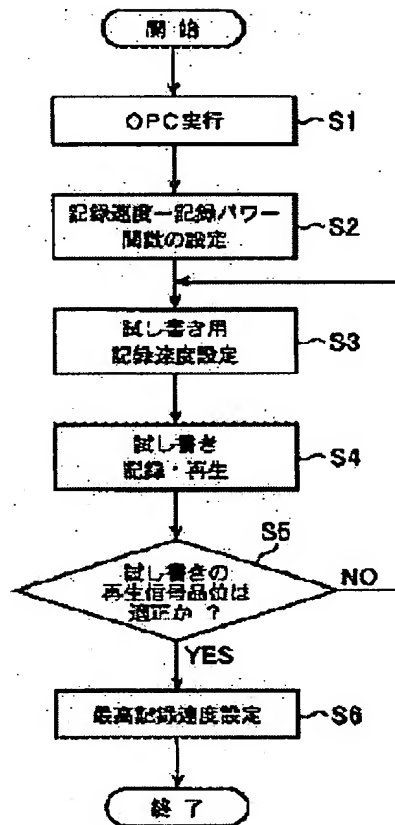 開始
OPC実行
S1
記録速度ー記録パワー
関数の設定
S2
試し書き用
記録速度設定
S3
試し書き
記録・再生
S4
S5
試し書きの
再生信号品位は
適正か ?
NO
YES
最高記録速度設定
S6
終了